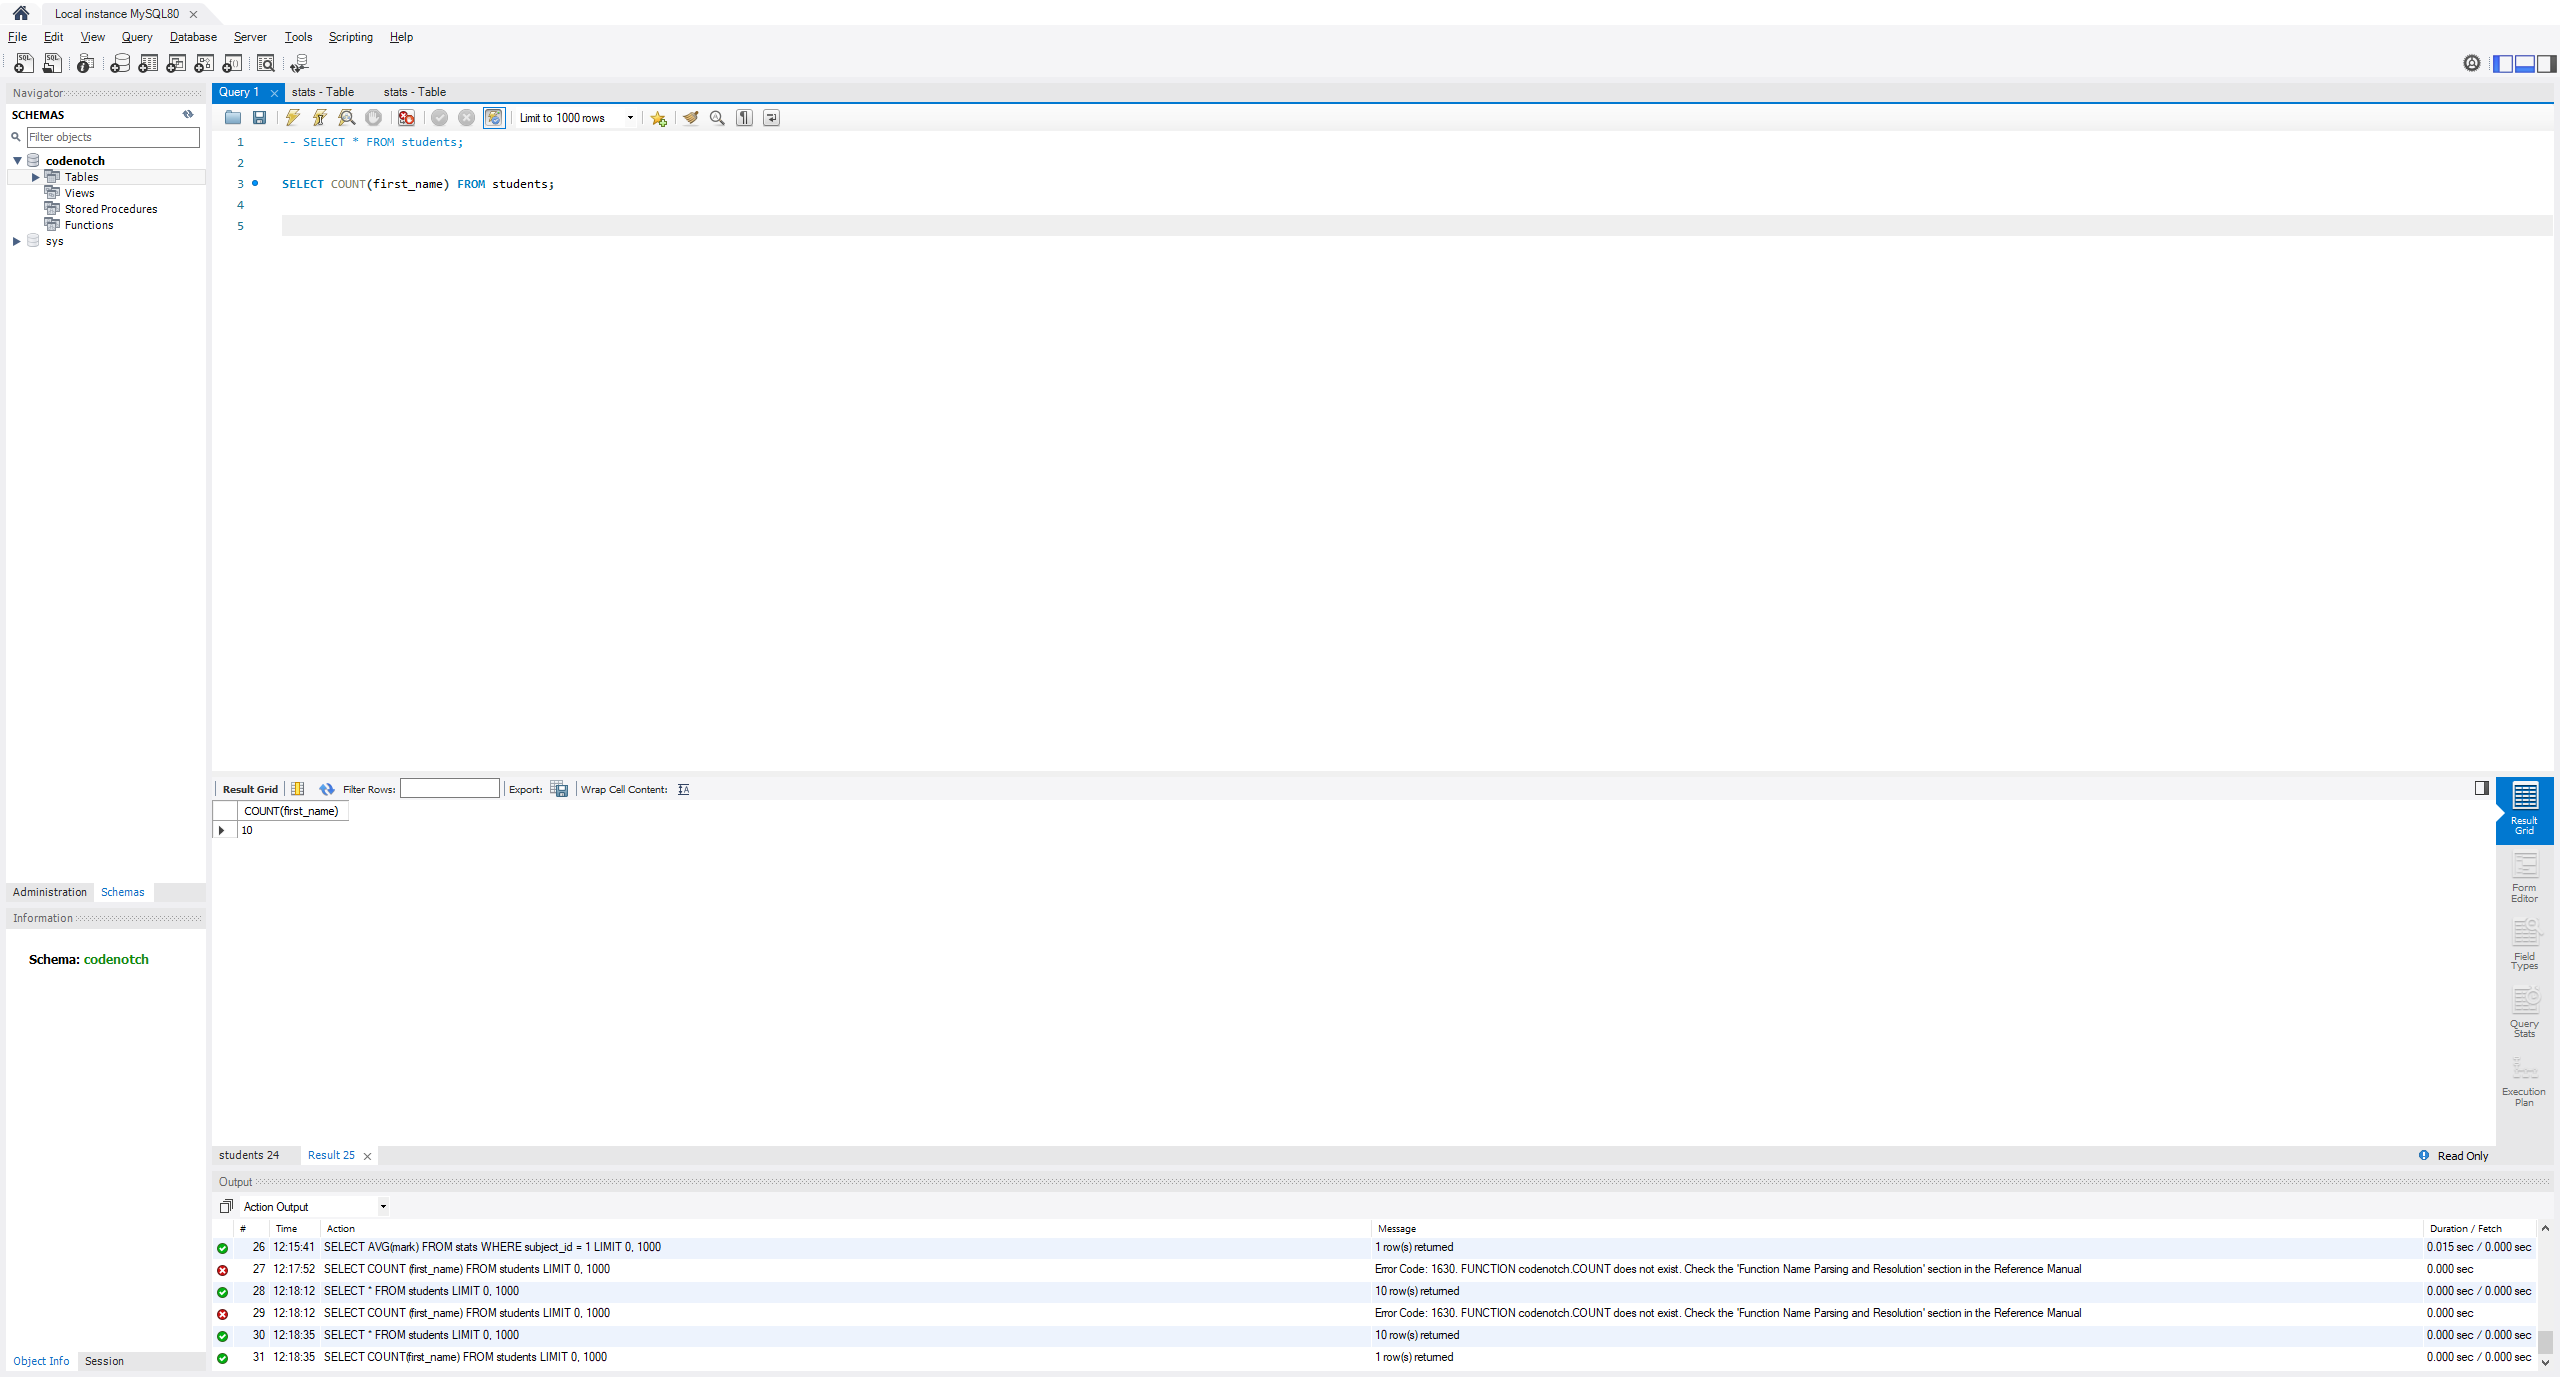 Local instance MySQL80
File Edit View Query Database Server Tools Scripting Help
Navigator
SCHEMAS
Filter objects
codenotch
Tables
Views
Stored Procedures
Functions
sys
Administration Schemas
Information
Schema: codenotch
Object Info Session
Query 1 stats - Table stats - Table
Limit to 1000 rows
1 -- SELECT * FROM students;
2
3 SELECT COUNT(first_name) FROM students;
4
5
Result Grid Filter Rows: Export: Wrap Cell Content:
COUNT(first_name)
10
Result
Grid
Form
Editor
Field
Types
Query
Stats
Execution
Plan
students 24 Result 25 Read Only
Output
Action Output
# Time Action Message Duration / Fetch
26 12:15:41 SELECT AVG(mark) FROM stats WHERE subject_id = 1 LIMIT 0, 1000 1 row(s) returned 0.015 sec / 0.000 sec
27 12:17:52 SELECT COUNT (first_name) FROM students LIMIT 0, 1000 Error Code: 1630. FUNCTION codenotch.COUNT does not exist. Check the 'Function Name Parsing and Resolution' section in the Reference Manual 0.000 sec
28 12:18:12 SELECT * FROM students LIMIT 0, 1000 10 row(s) returned 0.000 sec / 0.000 sec
29 12:18:12 SELECT COUNT (first_name) FROM students LIMIT 0, 1000 Error Code: 1630. FUNCTION codenotch.COUNT does not exist. Check the 'Function Name Parsing and Resolution' section in the Reference Manual 0.000 sec
30 12:18:35 SELECT * FROM students LIMIT 0, 1000 10 row(s) returned 0.000 sec / 0.000 sec
31 12:18:35 SELECT COUNT(first_name) FROM students LIMIT 0, 1000 1 row(s) returned 0.000 sec / 0.000 sec